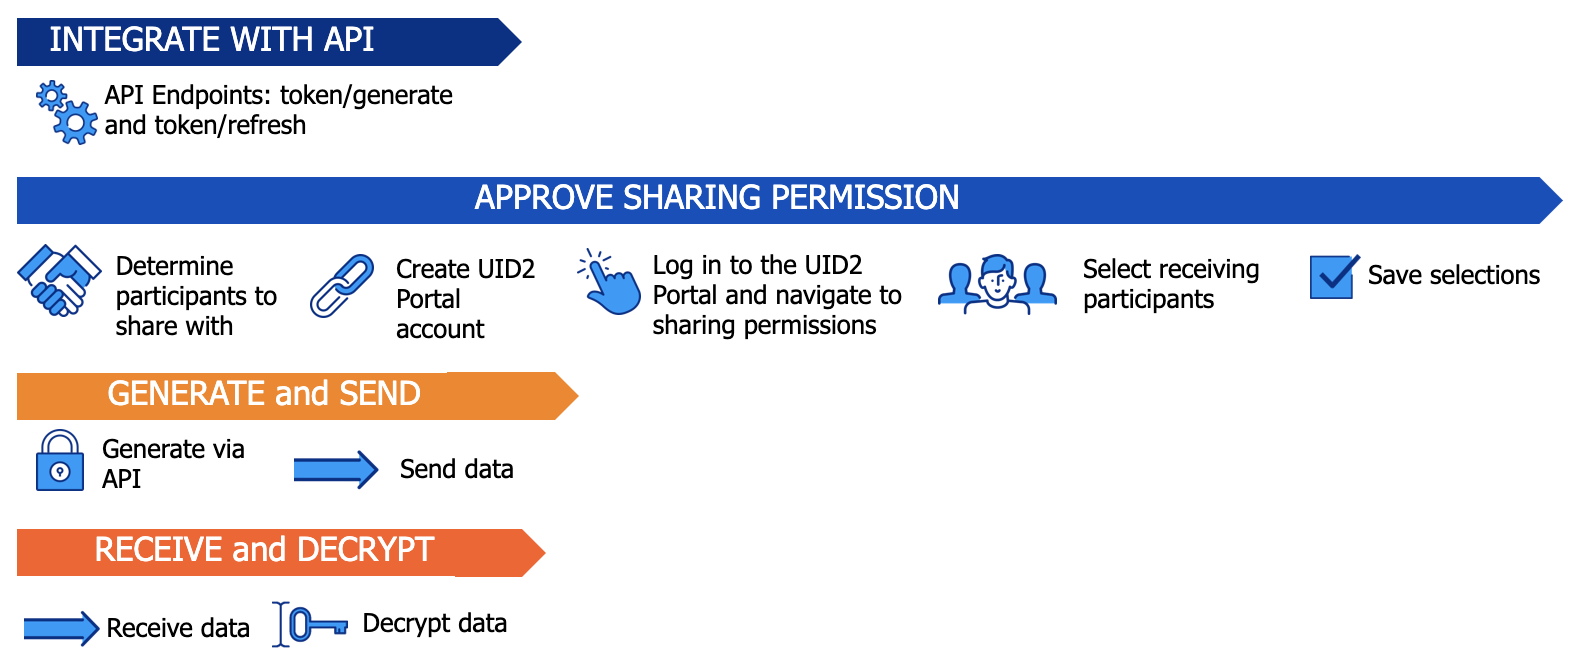 INTEGRATE WITH API
API Endpoints: token/generate
and token/refresh
APPROVE SHARING PERMISSION
Determine
participants to
share with
Create UID2
Portal
account
Log in to the UID2
Portal and navigate to
sharing permissions
Select receiving
participants
Save selections
GENERATE and SEND
Generate via
API
Send data
RECEIVE and DECRYPT
Receive data
Decrypt data